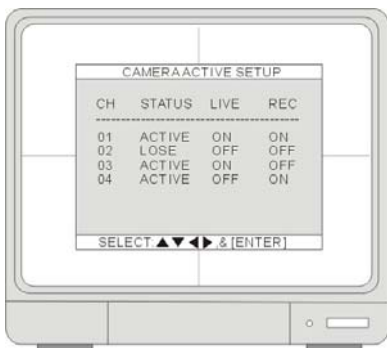 CAMERA ACTIVE SETUP
CH STATUS LIVE REC
01 ACTIVE ON ON
02 LOSE OFF OFF
03 ACTIVE ON OFF
04 ACTIVE OFF ON
SELECT:▲▼◀▶,& [ENTER]